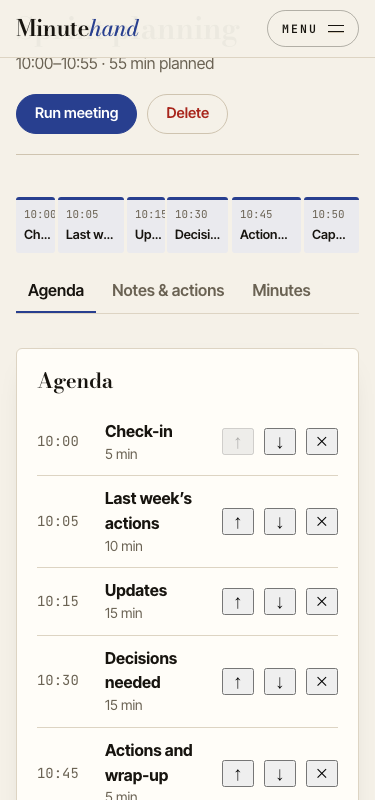 Minutehand
MENU
10:00–10:55 · 55 min planned
Run meeting
Delete
10:00
10:05
10:15
10:30
10:45
10:50
Ch...
Last w...
Up...
Decisi...
Action...
Cap...
Agenda
Notes & actions
Minutes
Agenda
10:00
Check-in
5 min
↑ ↓ ×
10:05
Last week's
actions
10 min
↑ ↓ ×
10:15
Updates
15 min
↑ ↓ ×
10:30
Decisions
needed
15 min
↑ ↓ ×
10:45
Actions and
wrap-up
5 min
↑ ↓ ×